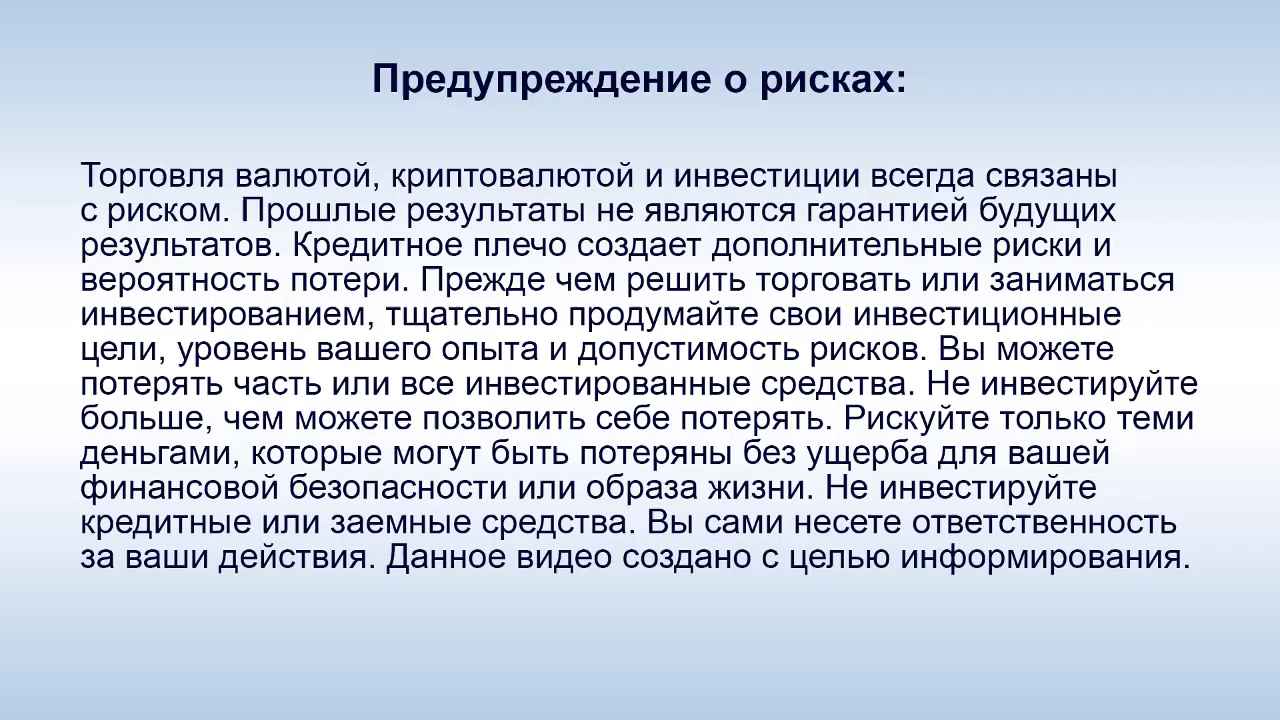 Предупреждение о рисках:
Торговля валютой, криптовалютой и инвестиции всегда связаны
с риском. Прошлые результаты не являются гарантией будущих
результатов. Кредитное плечо создает дополнительные риски и
вероятность потери. Прежде чем решить торговать или заниматься
инвестированием, тщательно продумайте свои инвестиционные
цели, уровень вашего опыта и допустимость рисков. Вы можете
потерять часть или все инвестированные средства. Не инвестируйте
больше, чем можете позволить себе потерять. Рискуйте только теми
деньгами, которые могут быть потеряны без ущерба для вашей
финансовой безопасности или образа жизни. Не инвестируйте
кредитные или заемные средства. Вы сами несете ответственность
за ваши действия. Данное видео создано с целью информирования.